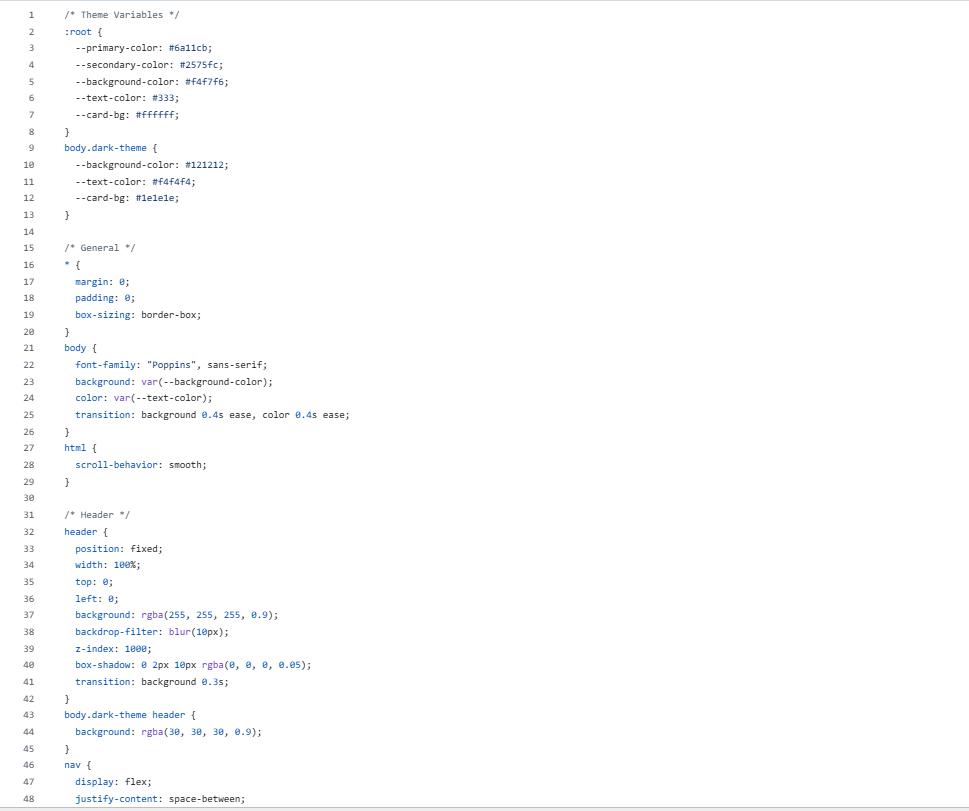 1 /* Theme Variables */
2 :root {
3 --primary-color: #6a11cb;
4 --secondary-color: #2575fc;
5 --background-color: #f4f7f6;
6 --text-color: #333;
7 --card-bg: #ffffff;
8 }
9 body.dark-theme {
10 --background-color: #121212;
11 --text-color: #f4f4f4;
12 --card-bg: #1e1e1e;
13 }
14
15 /* General */
16 * {
17 margin: 0;
18 padding: 0;
19 box-sizing: border-box;
20 }
21 body {
22 font-family: "Poppins", sans-serif;
23 background: var(--background-color);
24 color: var(--text-color);
25 transition: background 0.4s ease, color 0.4s ease;
26 }
27 html {
28 scroll-behavior: smooth;
29 }
30
31 /* Header */
32 header {
33 position: fixed;
34 width: 100%;
35 top: 0;
36 left: 0;
37 background: rgba(255, 255, 255, 0.9);
38 backdrop-filter: blur(10px);
39 z-index: 1000;
40 box-shadow: 0 2px 10px rgba(0, 0, 0, 0.05);
41 transition: background 0.3s;
42 }
43 body.dark-theme header {
44 background: rgba(30, 30, 30, 0.9);
45 }
46 nav {
47 display: flex;
48 justify-content: space-between;